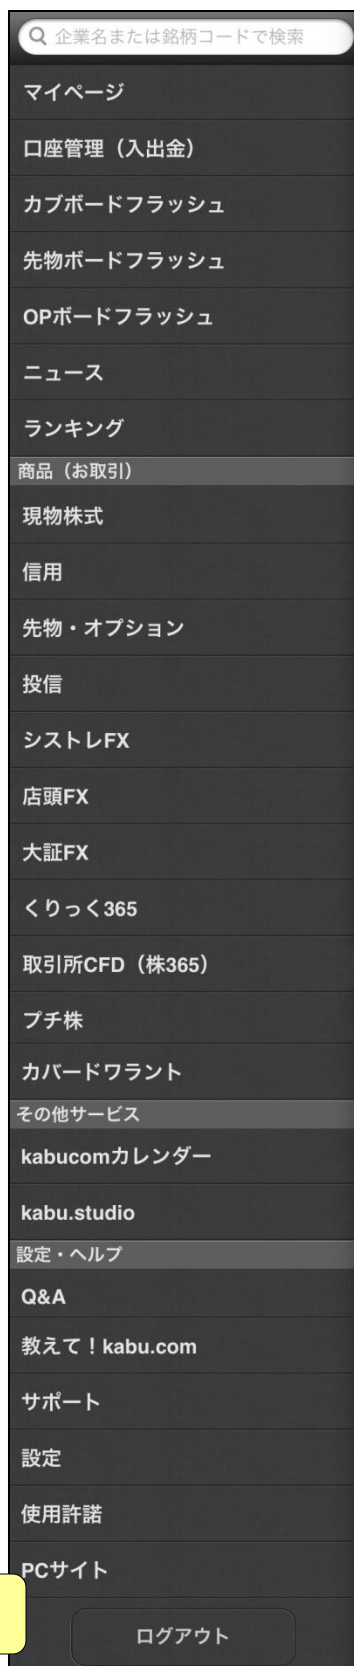 企業名または銘柄コードで検索
マイページ
口座管理（入出金）
カブボードフラッシュ
先物ボードフラッシュ
OPボードフラッシュ
ニュース
ランキング
商品（お取引）
現物株式
信用
先物・オプション
投信
シストレFX
店頭FX
大証FX
くりっく365
取引所CFD（株365）
プチ株
カバードワラント
その他サービス
kabucomカレンダー
kabu.studio
設定・ヘルプ
Q&A
教えて！kabu.com
サポート
設定
使用許諾
PCサイト
ログアウト